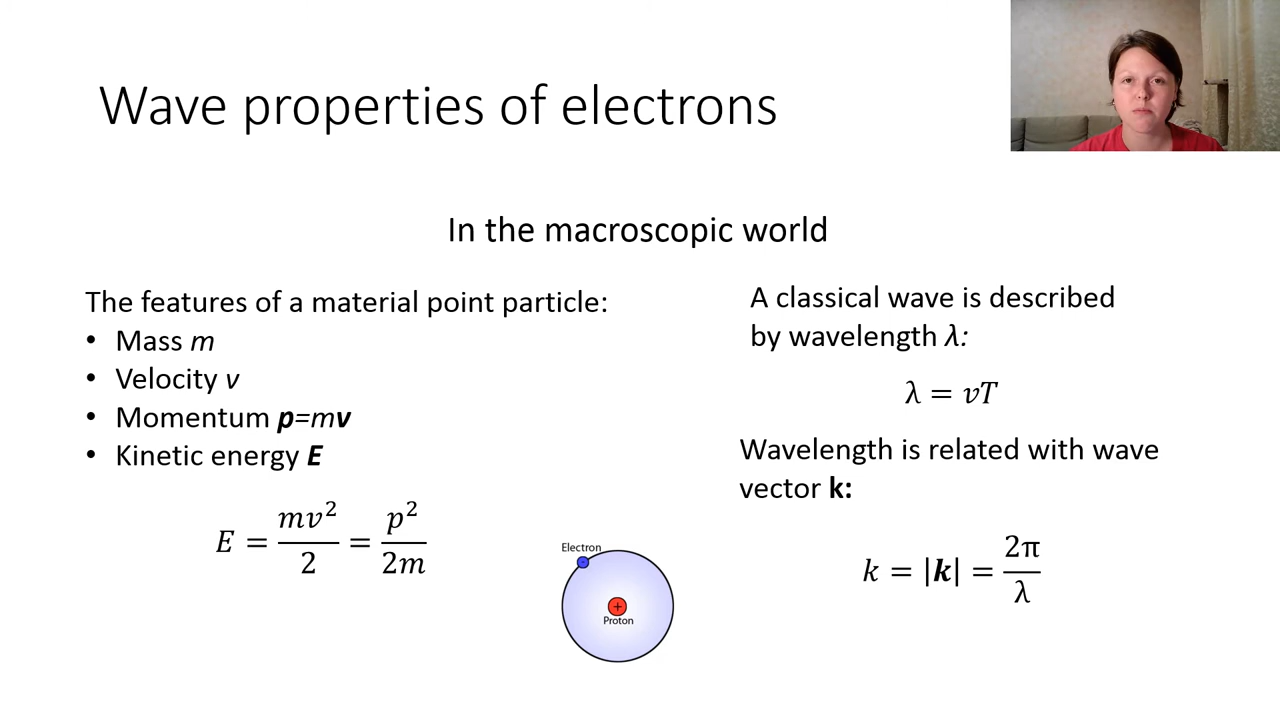 Wave properties of electrons
In the macroscopic world
The features of a material point particle:
• Mass m
• Velocity v
• Momentum p=mv
• Kinetic energy E
E = mv²/2 = p²/2m
Electron
+
Proton
A classical wave is described
by wavelength λ:
λ = vT
Wavelength is related with wave
vector k:
k = |k| = 2π/λ